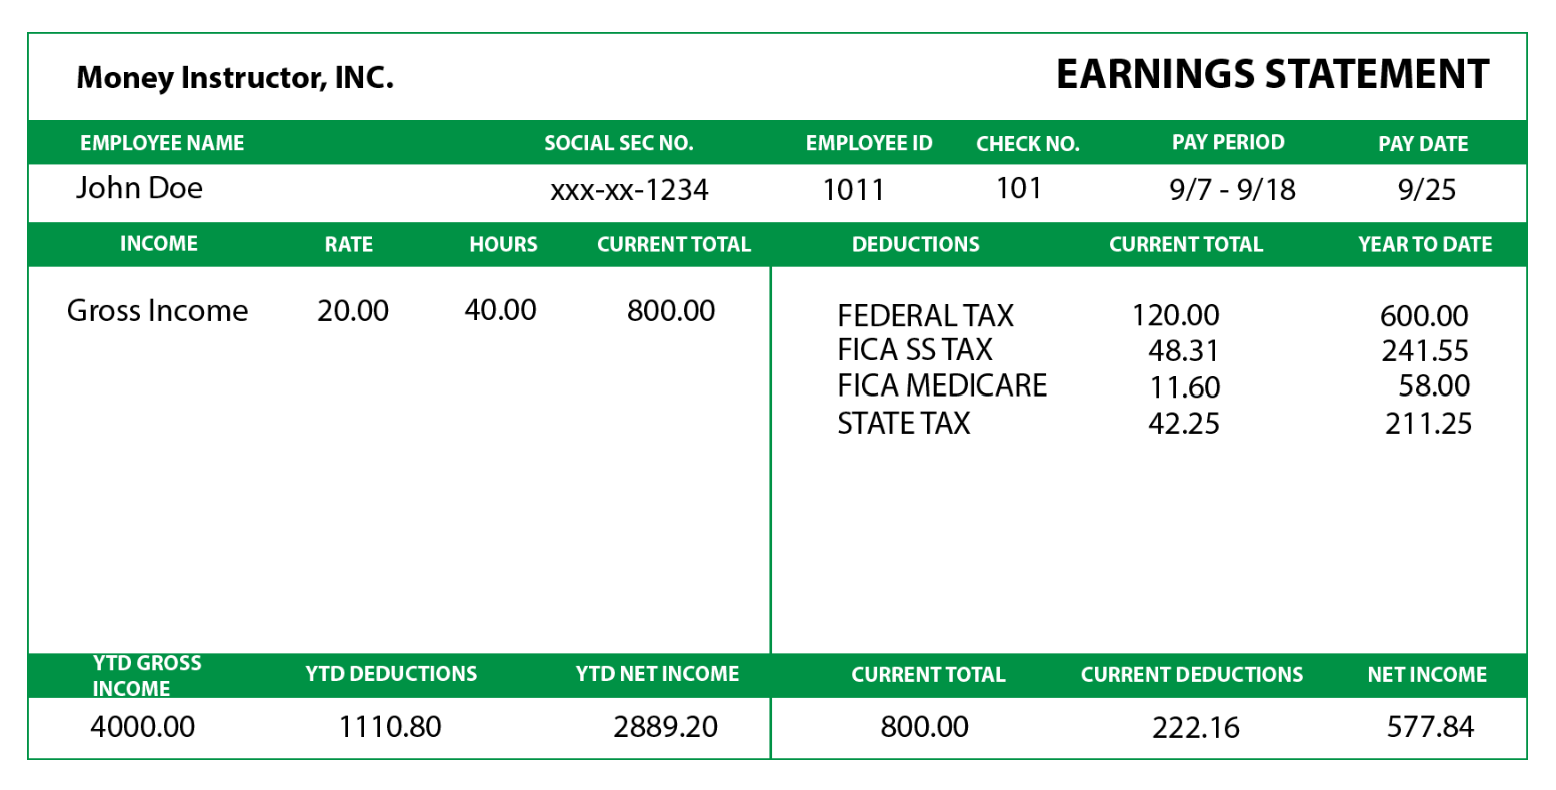 Money Instructor, INC. EARNINGS STATEMENT
EMPLOYEE NAME SOCIAL SEC NO. EMPLOYEE ID CHECK NO. PAY PERIOD PAY DATE
John Doe xxx-xx-1234 1011 101 9/7 - 9/18 9/25
INCOME RATE HOURS CURRENT TOTAL DEDUCTIONS CURRENT TOTAL YEAR TO DATE
Gross Income 20.00 40.00 800.00 FEDERAL TAX 120.00 600.00
FICA SS TAX 48.31 241.55
FICA MEDICARE 11.60 58.00
STATE TAX 42.25 211.25
YTD GROSS
INCOME YTD DEDUCTIONS YTD NET INCOME CURRENT TOTAL CURRENT DEDUCTIONS NET INCOME
4000.00 1110.80 2889.20 800.00 222.16 577.84